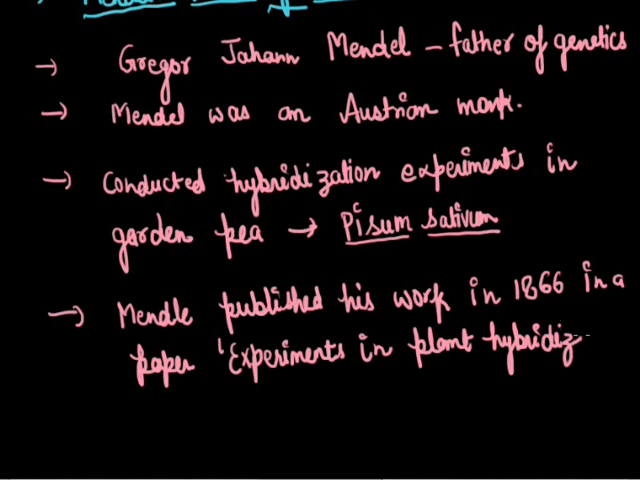 → Gregor Johann Mendel – father of genetics
→ Mendel was an Austrian monk.
→ Conducted hybridization experiments in
garden pea → Pisum sativum
→ Mendle published his work in 1866 in a
paper 'Experiments in plant hybridiz